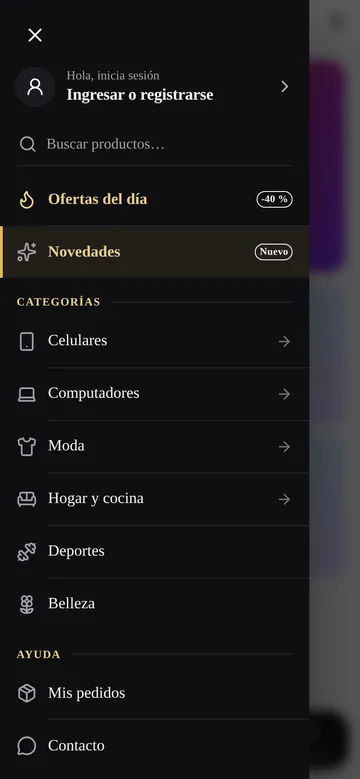 Hola, inicia sesión
Ingresar o registrarse
Buscar productos…
Ofertas del día
-40 %
Novedades
Nuevo
CATEGORÍAS
Celulares
Computadores
Moda
Hogar y cocina
Deportes
Belleza
AYUDA
Mis pedidos
Contacto